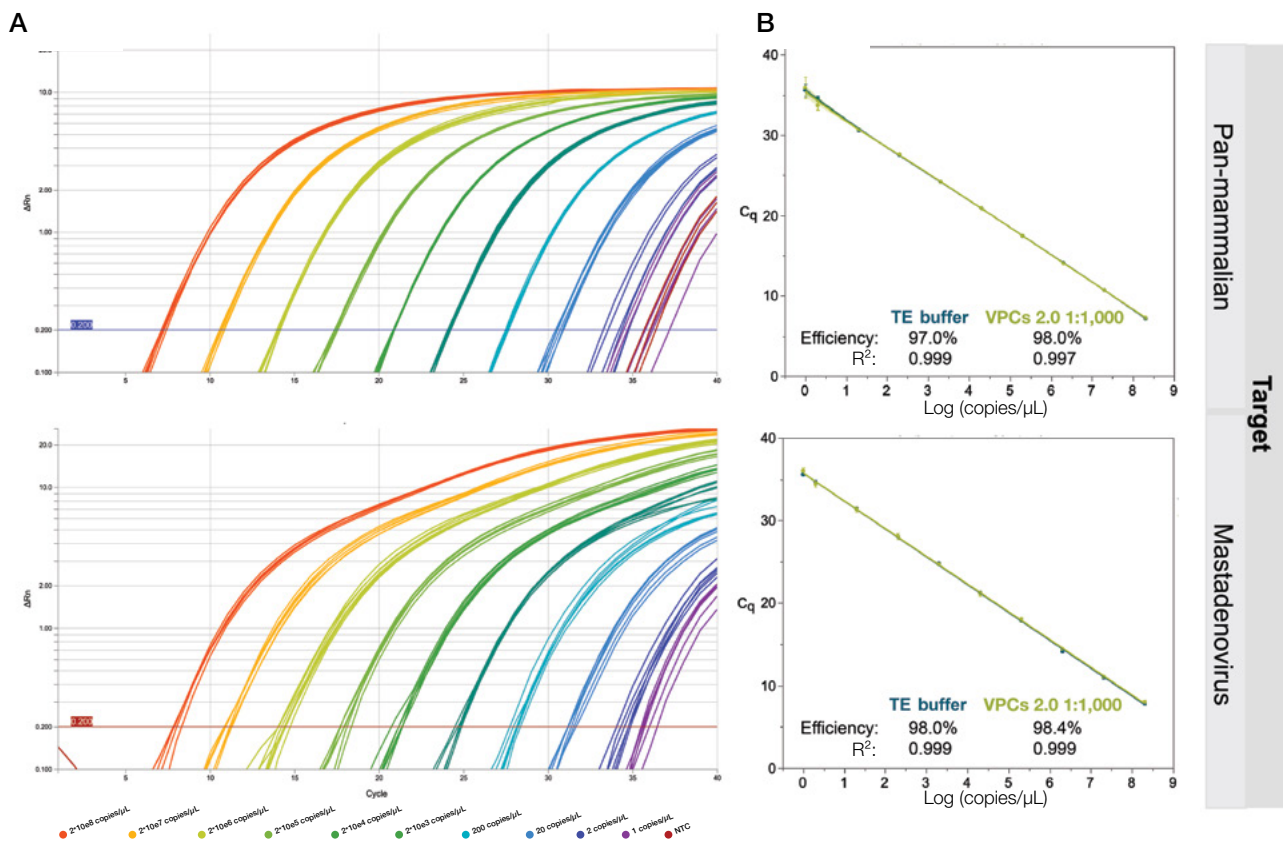 A
10.0
2.00
1.00
0.200
0.200
0.100
ΔRn
5 10 15 20 25 30 35 40
20.0
10.0
2.00
1.00
0.200
0.200
0.100
ΔRn
5 10 15 20 25 30 35 40
Cycle
2*10e8 copies/µL
2*10e7 copies/µL
2*10e6 copies/µL
2*10e5 copies/µL
2*10e4 copies/µL
2*10e3 copies/µL
200 copies/µL
20 copies/µL
2 copies/µL
1 copies/µL
NTC
B
40
30
Cq
20
10
0
TE buffer VPCs 2.0 1:1,000
Efficiency: 97.0% 98.0%
R²: 0.999 0.997
0 1 2 3 4 5 6 7 8 9
Log (copies/µL)
40
30
Cq
20
10
0
TE buffer VPCs 2.0 1:1,000
Efficiency: 98.0% 98.4%
R²: 0.999 0.999
0 1 2 3 4 5 6 7 8 9
Log (copies/µL)
Pan-mammalian
Mastadenovirus
Target